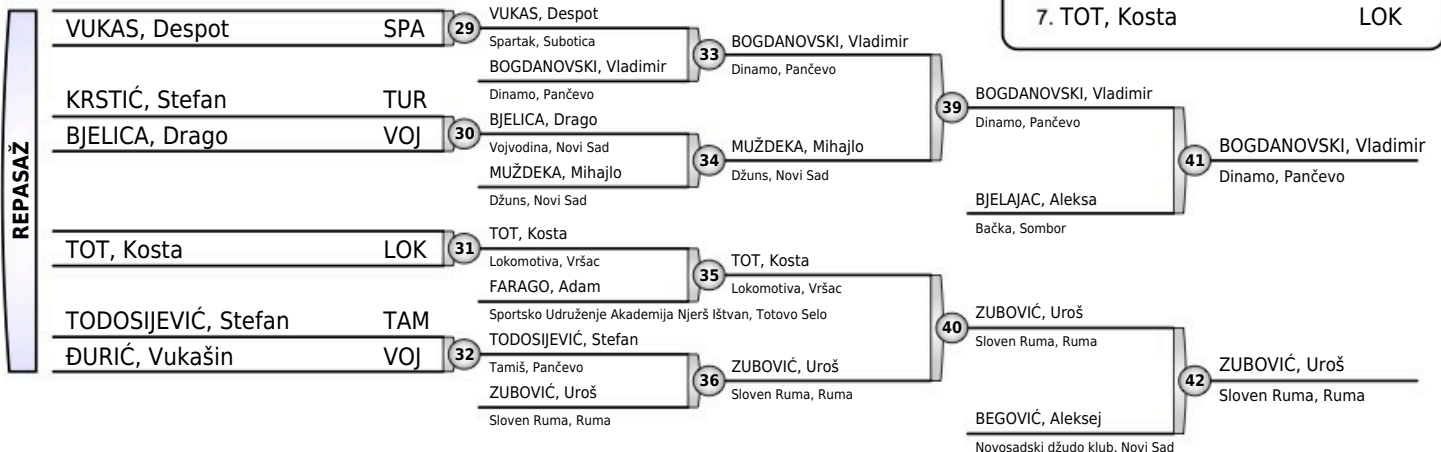 7. TOT, Kosta LOK
REPASAŽ
VUKAS, Despot SPA
KRSTIĆ, Stefan TUR
BJELICA, Drago VOJ
TOT, Kosta LOK
TODOSIJEVIĆ, Stefan TAM
ĐURIĆ, Vukašin VOJ
29
VUKAS, Despot
Spartak, Subotica
BOGDANOVSKI, Vladimir
Dinamo, Pančevo
30
BJELICA, Drago
Vojvodina, Novi Sad
MUŽDEKA, Mihajlo
Džuns, Novi Sad
31
TOT, Kosta
Lokomotiva, Vršac
FARAGO, Adam
Sportsko Udruženje Akademija Njerš Ištvan, Totovo Selo
32
TODOSIJEVIĆ, Stefan
Tamiš, Pančevo
ZUBOVIĆ, Uroš
Sloven Ruma, Ruma
33
BOGDANOVSKI, Vladimir
Dinamo, Pančevo
34
MUŽDEKA, Mihajlo
Džuns, Novi Sad
35
TOT, Kosta
Lokomotiva, Vršac
36
ZUBOVIĆ, Uroš
Sloven Ruma, Ruma
39
BOGDANOVSKI, Vladimir
Dinamo, Pančevo
BJELAJAC, Aleksa
Bačka, Sombor
40
ZUBOVIĆ, Uroš
Sloven Ruma, Ruma
BEGOVIĆ, Aleksej
Novosadski džudo klub, Novi Sad
41
BOGDANOVSKI, Vladimir
Dinamo, Pančevo
42
ZUBOVIĆ, Uroš
Sloven Ruma, Ruma